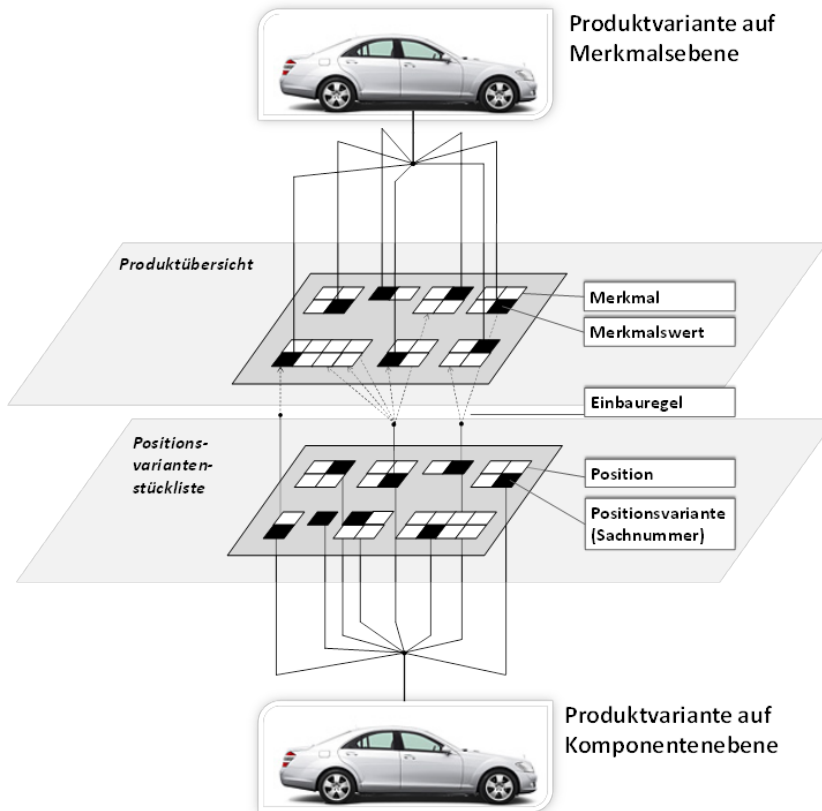 Produktvariante auf
Merkmalsebene
Produktübersicht
Merkmal
Merkmalswert
Einbauregel
Positions-
varianten-
stückliste
Position
Positionsvariante
(Sachnummer)
Produktvariante auf
Komponentenebene